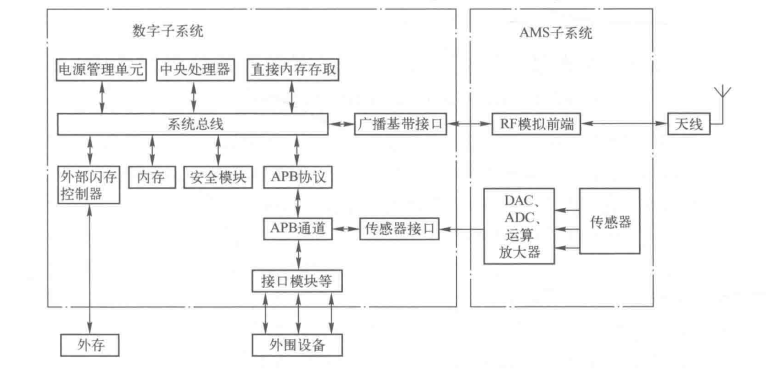 数字子系统
AMS子系统
电源管理单元
中央处理器
直接内存存取
系统总线
广播基带接口
RF模拟前端
天线
外部闪存
控制器
内存
安全模块
APB协议
DAC、
ADC、
运算
放大器
传感器
APB通道
传感器接口
接口模块等
外存
外围设备